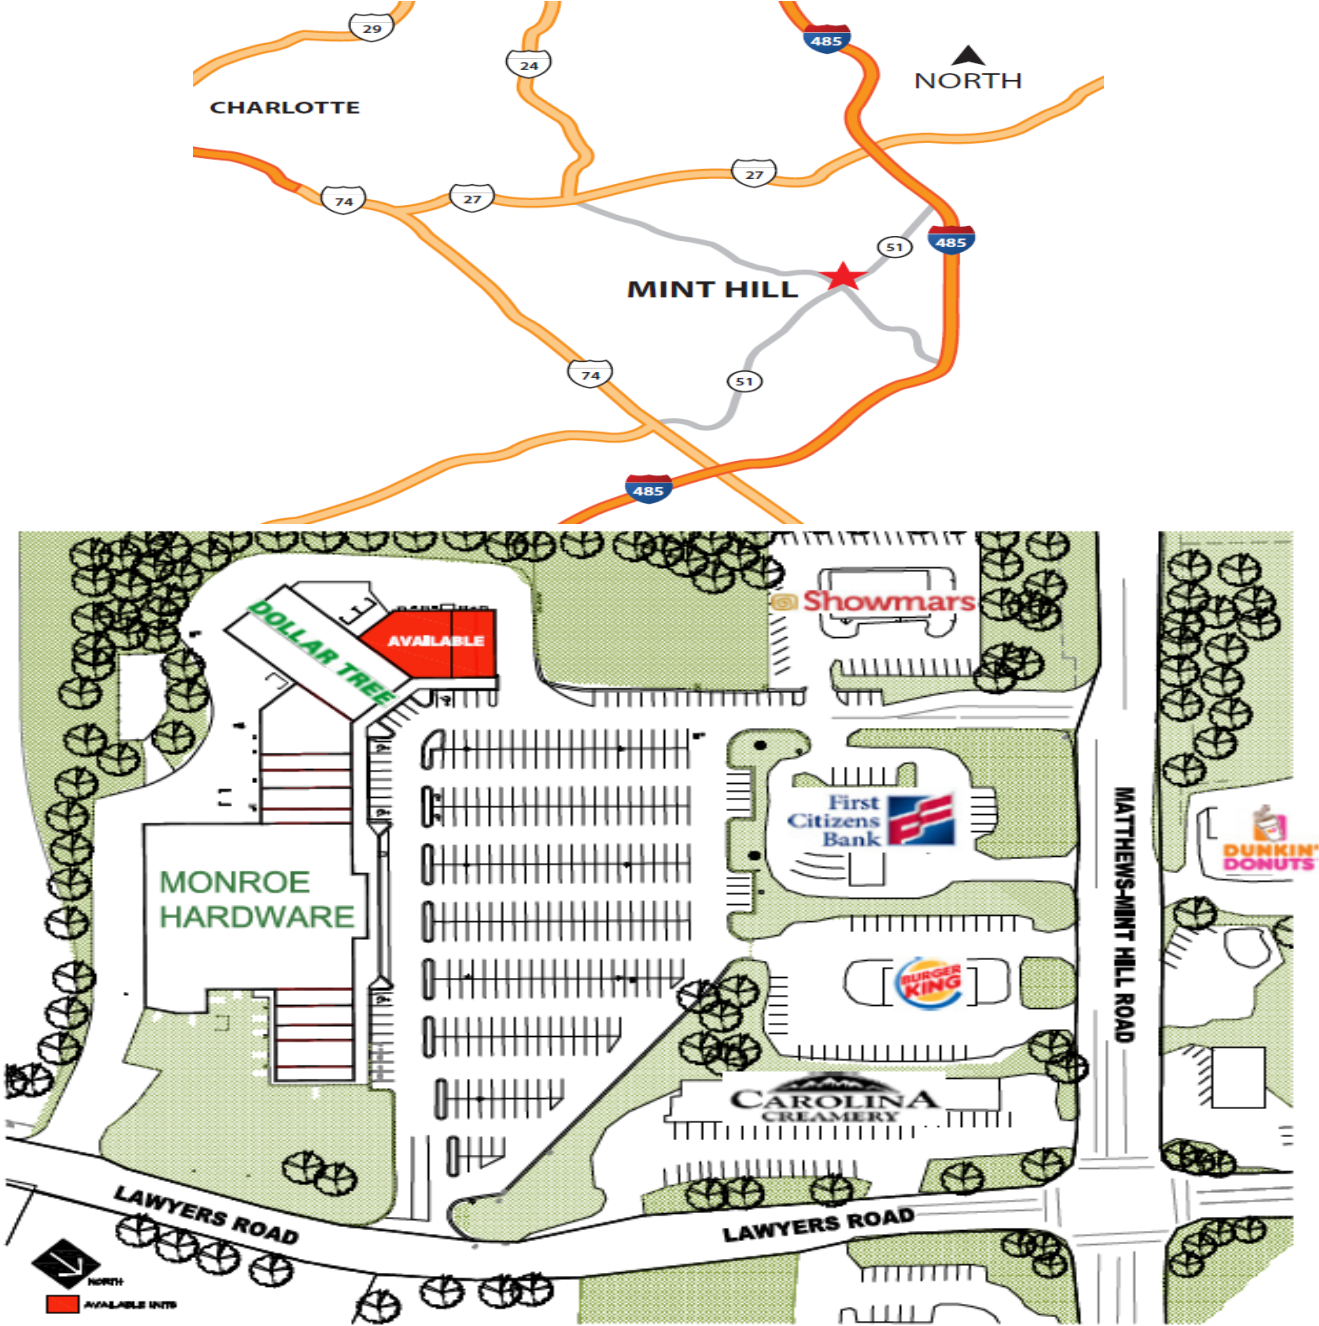 29
24
485
NORTH
CHARLOTTE
27
74
27
51
485
MINT HILL
74
51
485
Showmars
DOLLAR TREE
AVAILABLE
First
Citizens
Bank
MATTHEWS-MINT HILL ROAD
DUNKIN'
DONUTS
MONROE
HARDWARE
BURGER
KING
CAROLINA
CREAMERY
LAWYERS ROAD
LAWYERS ROAD
NORTH
AVAILABLE UNITS